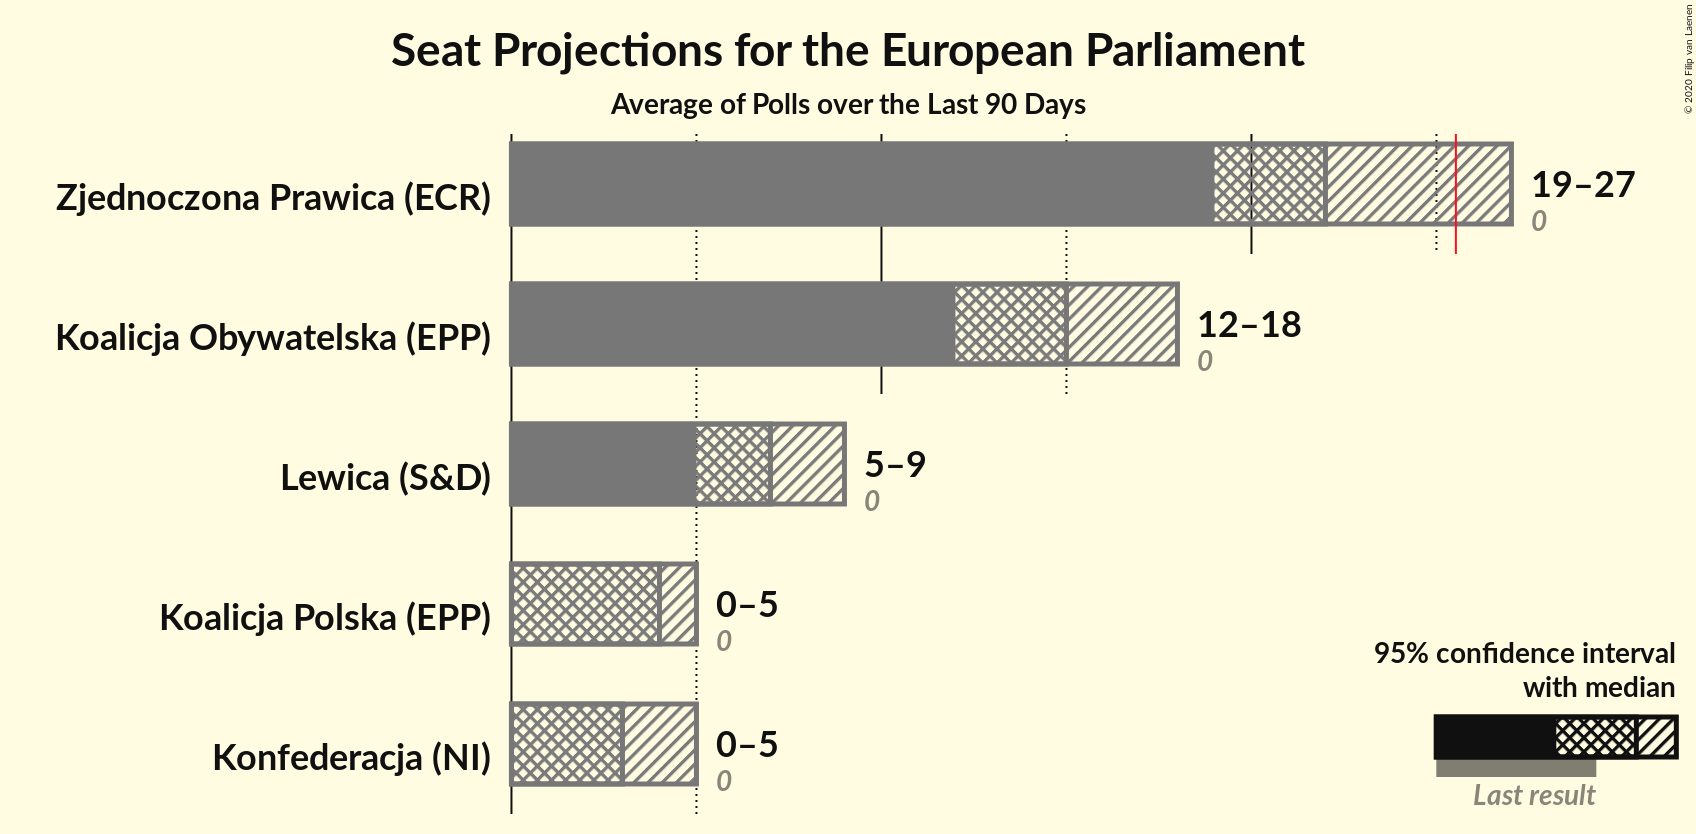 Seat Projections for the European Parliament
Average of Polls over the Last 90 Days
© 2020 Filip van Laenen
Zjednoczona Prawica (ECR)
19–27
0
Koalicja Obywatelska (EPP)
12–18
0
Lewica (S&D)
5–9
0
Koalicja Polska (EPP)
0–5
0
Konfederacja (NI)
0–5
0
95% confidence interval
with median
Last result